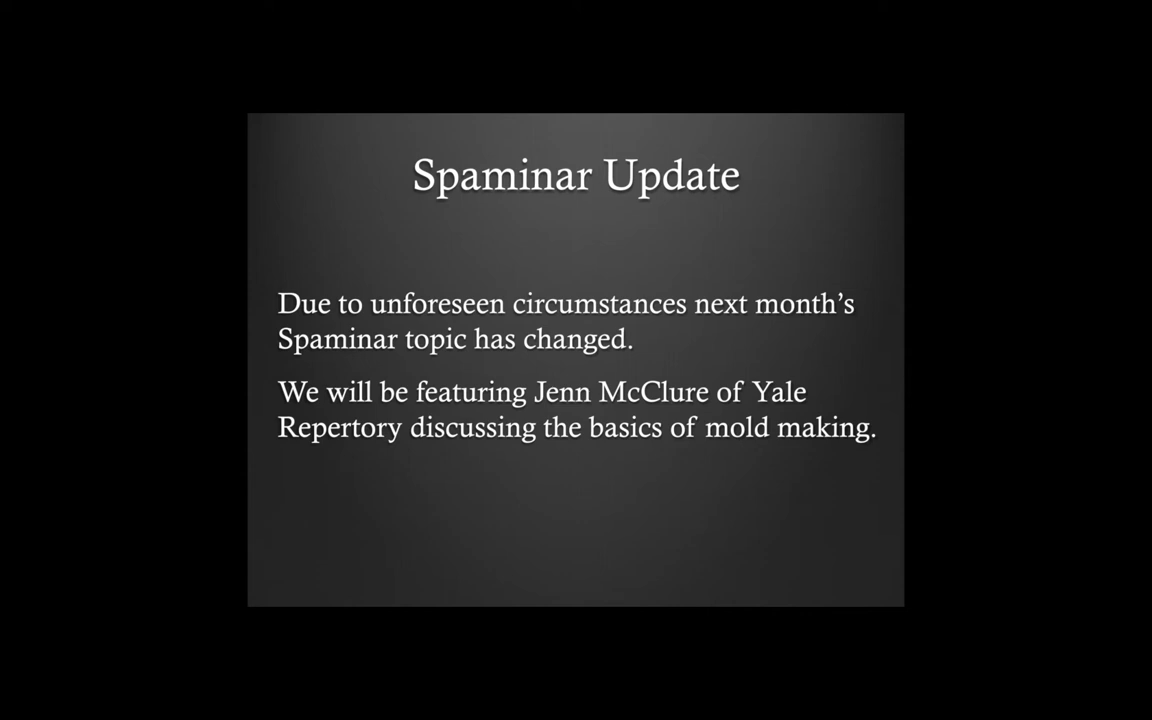 Spaminar Update
Due to unforeseen circumstances next month’s
Spaminar topic has changed.
We will be featuring Jenn McClure of Yale
Repertory discussing the basics of mold making.